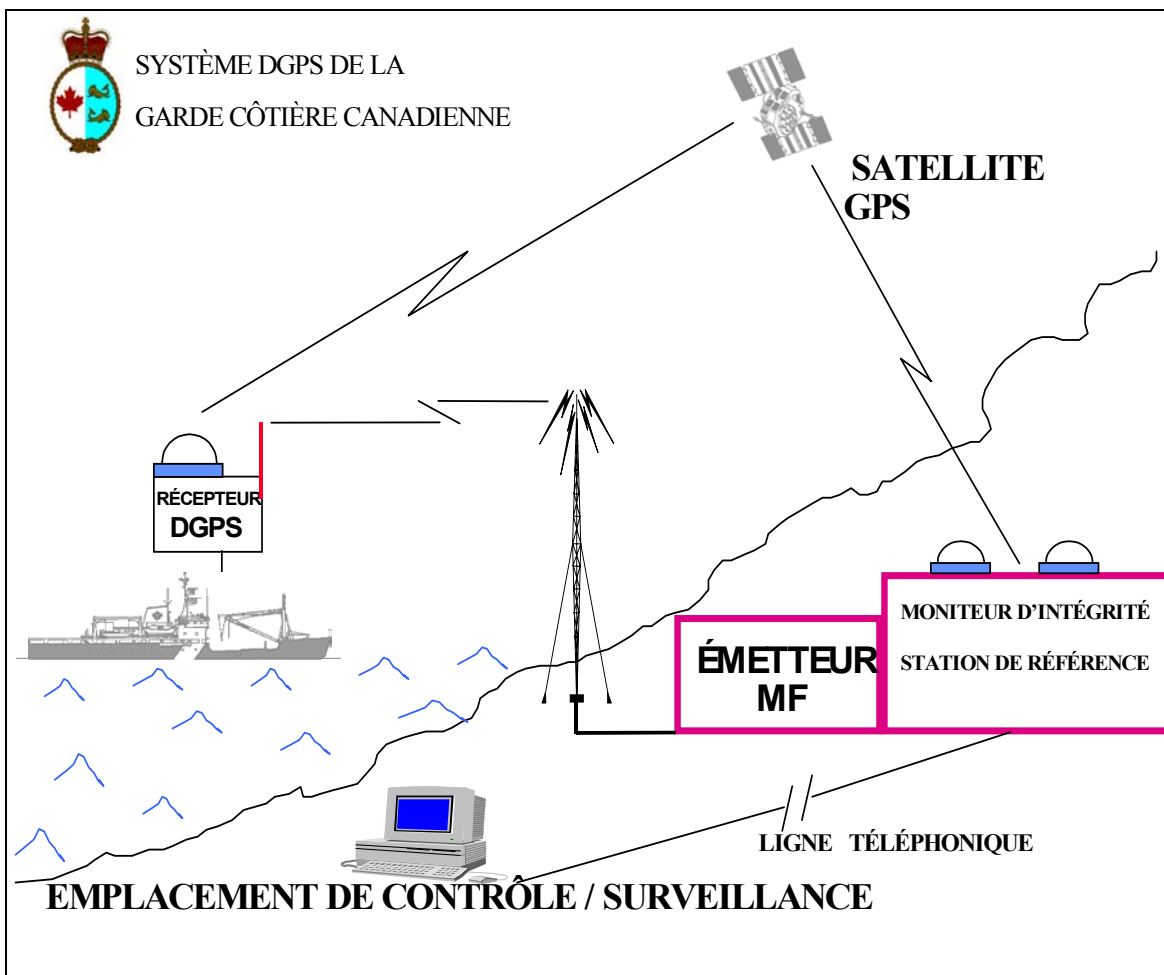 SYSTÈME DGPS DE LA
GARDE CÔTIÈRE CANADIENNE
SATELLITE
GPS
RÉCEPTEUR
DGPS
MONITEUR D’INTÉGRITÉ
STATION DE RÉFÉRENCE
ÉMETTEUR
MF
LIGNE TÉLÉPHONIQUE
EMPLACEMENT DE CONTRÔLE / SURVEILLANCE